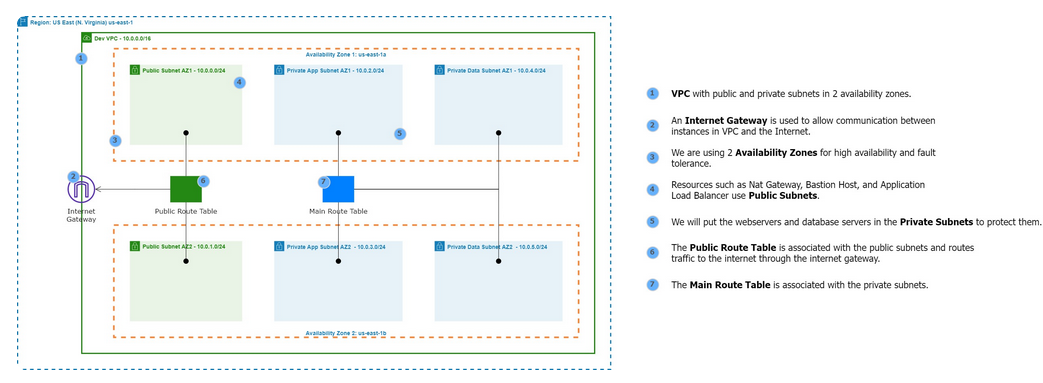 Region: US East (N. Virginia) us-east-1
Dev VPC - 10.0.0.0/16
Availability Zone 1: us-east-1a
1
Public Subnet AZ1 - 10.0.0.0/24
Private App Subnet AZ1 - 10.0.2.0/24
Private Data Subnet AZ1 - 10.0.4.0/24
4
5
3
2
6
7
Internet
Gateway
Public Route Table
Main Route Table
Public Subnet AZ2 - 10.0.1.0/24
Private App Subnet AZ2 - 10.0.3.0/24
Private Data Subnet AZ2 - 10.0.5.0/24
Availability Zone 2: us-east-1b
1 VPC with public and private subnets in 2 availability zones.
2 An Internet Gateway is used to allow communication between
instances in VPC and the Internet.
3 We are using 2 Availability Zones for high availability and fault
tolerance.
4 Resources such as Nat Gateway, Bastion Host, and Application
Load Balancer use Public Subnets.
5 We will put the webservers and database servers in the Private Subnets to protect them.
6 The Public Route Table is associated with the public subnets and routes
traffic to the internet through the internet gateway.
7 The Main Route Table is associated with the private subnets.